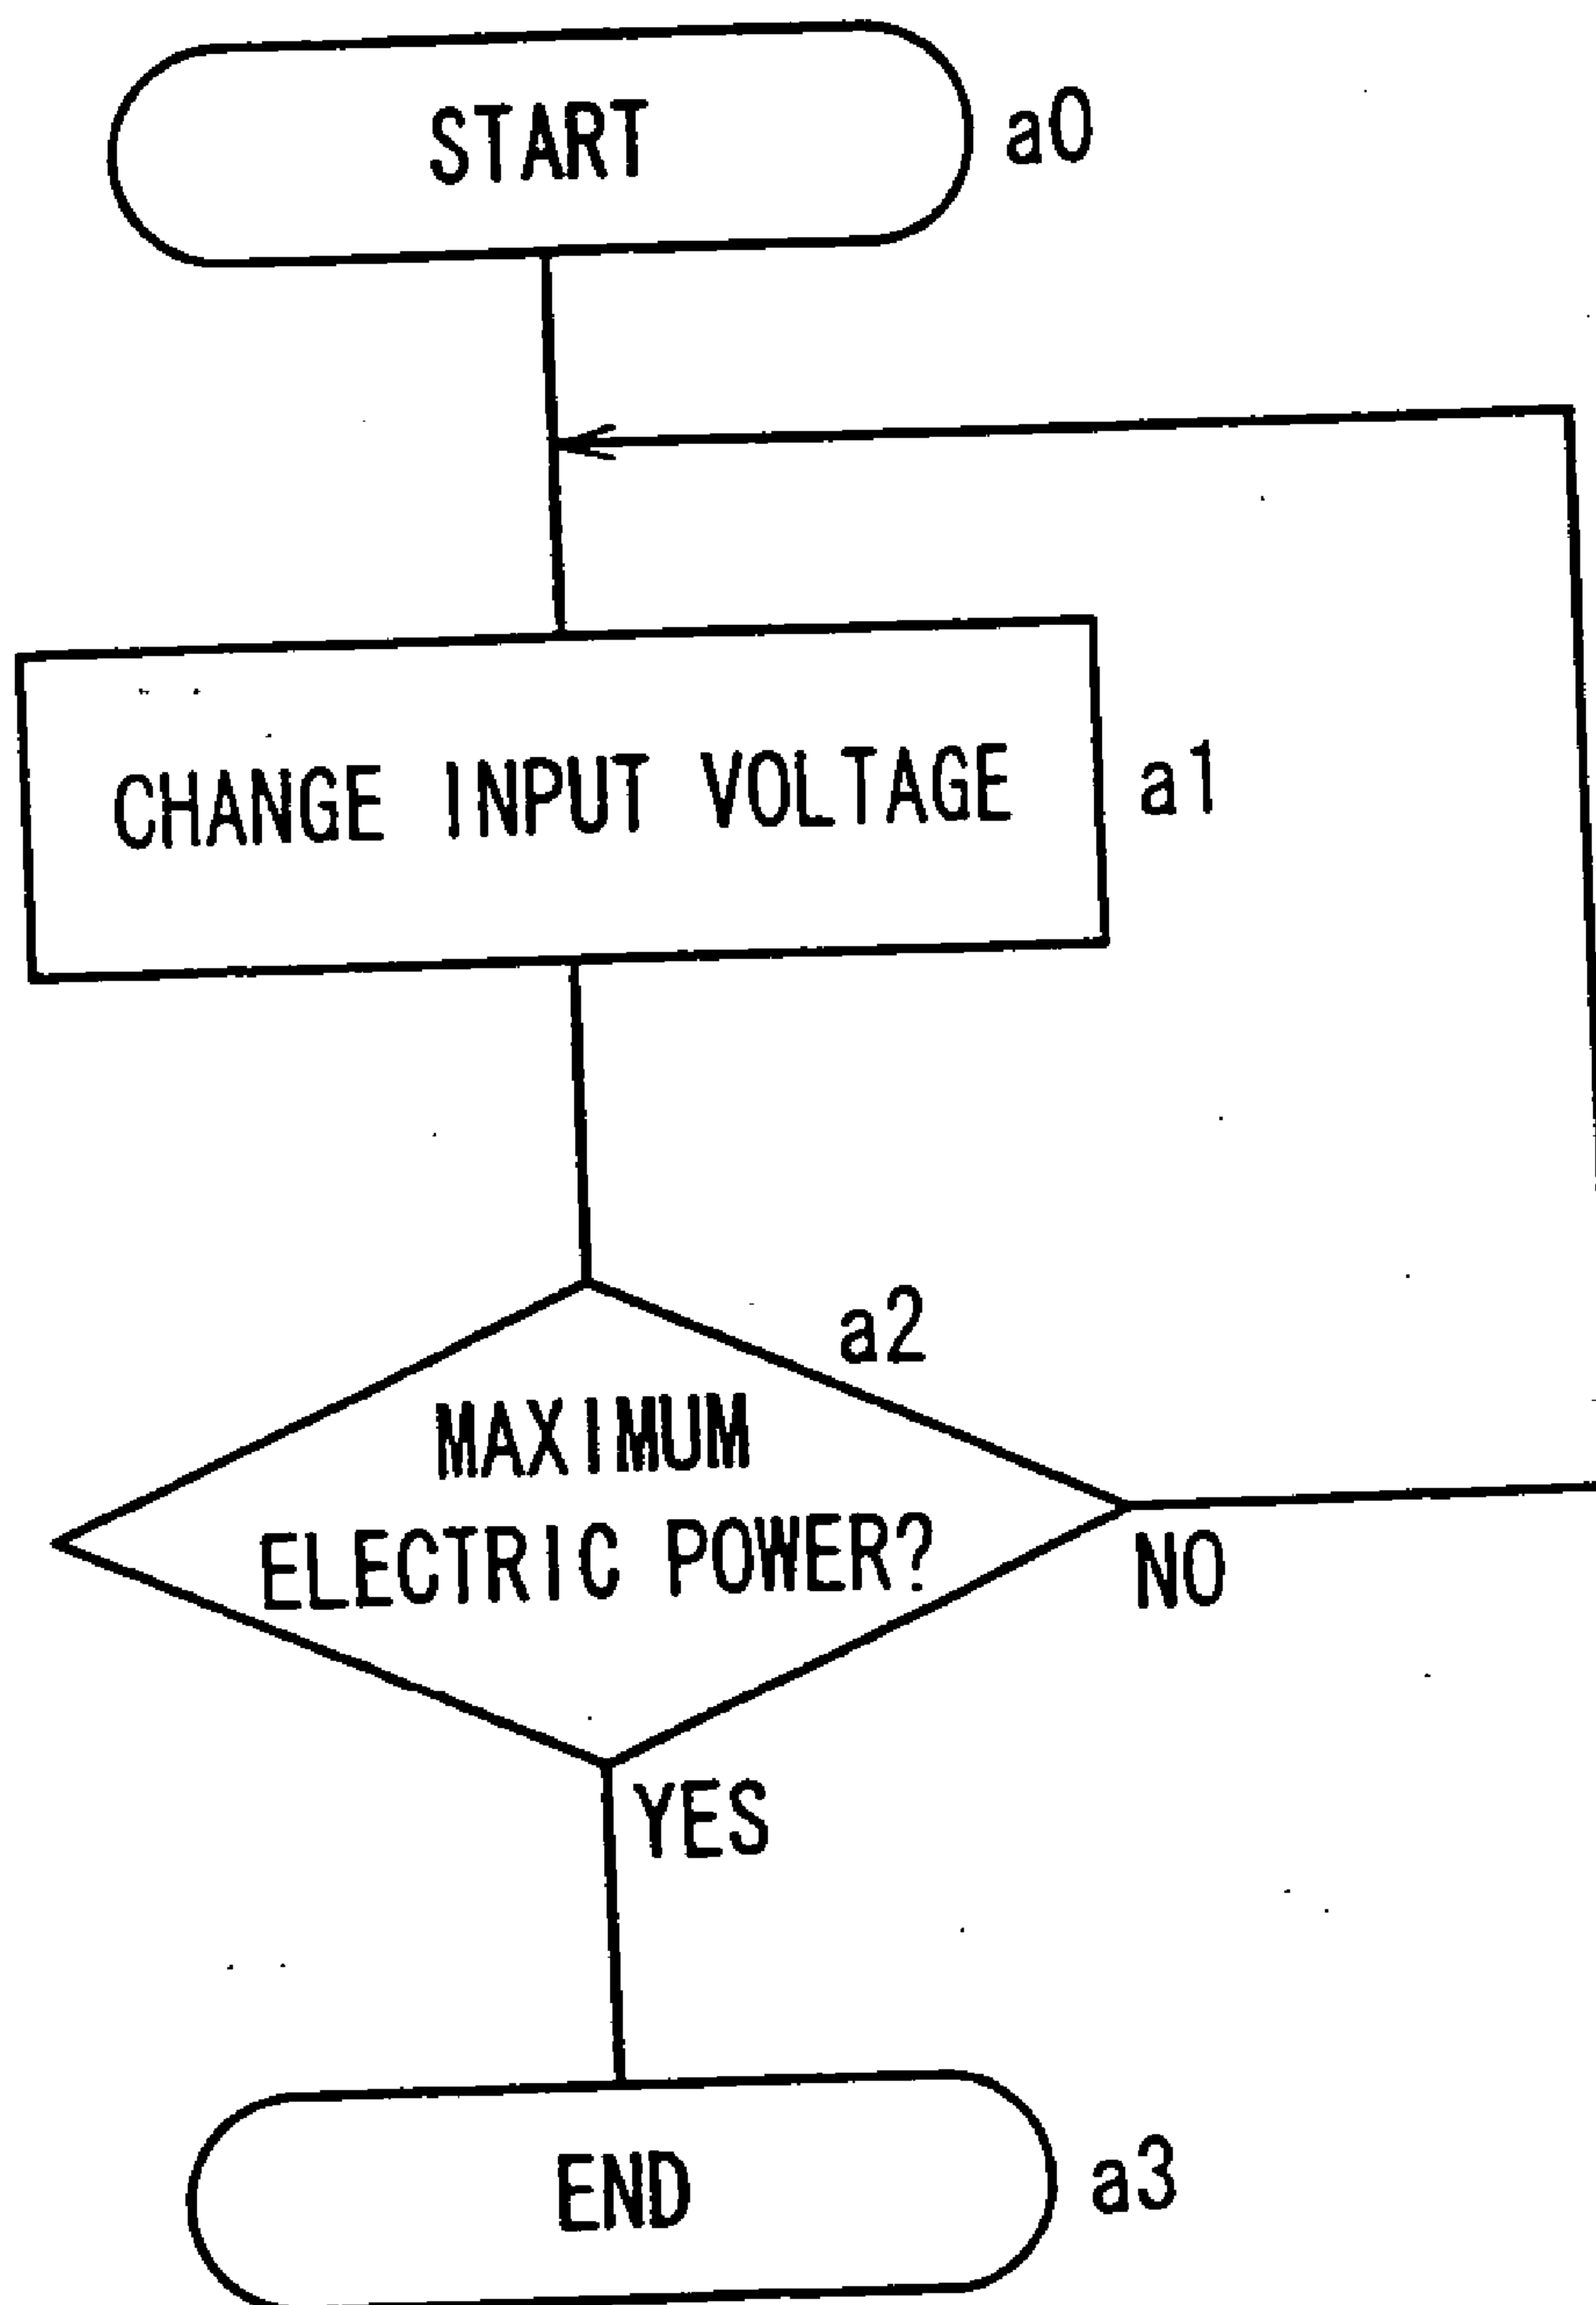 START a0
CHANGE INPUT VOLTAGE a1
a2
MAXIMUM
ELECTRIC POWER?
NO
YES
END a3